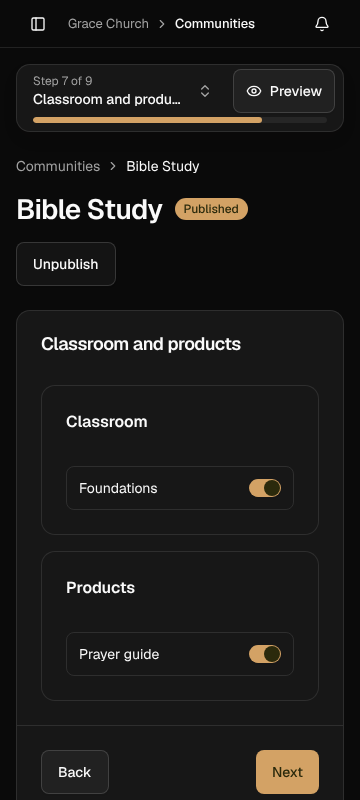 Grace Church > Communities
Step 7 of 9
Classroom and produ...
Preview
Communities > Bible Study
Bible Study
Published
Unpublish
Classroom and products
Classroom
Foundations
Products
Prayer guide
Back
Next